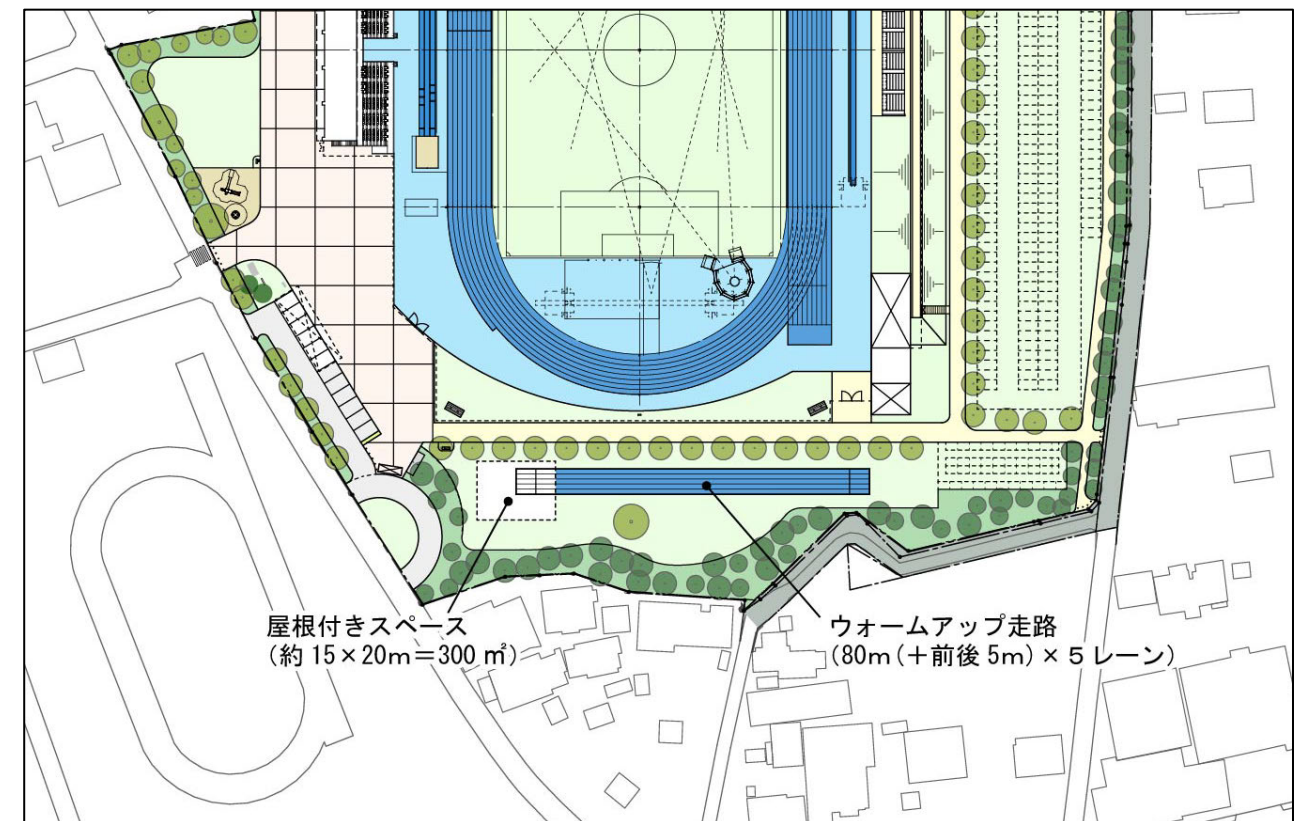 屋根付きスペース
(約 15×20m=300 ㎡)
ウォームアップ走路
(80m(+前後 5m)× 5 レーン)